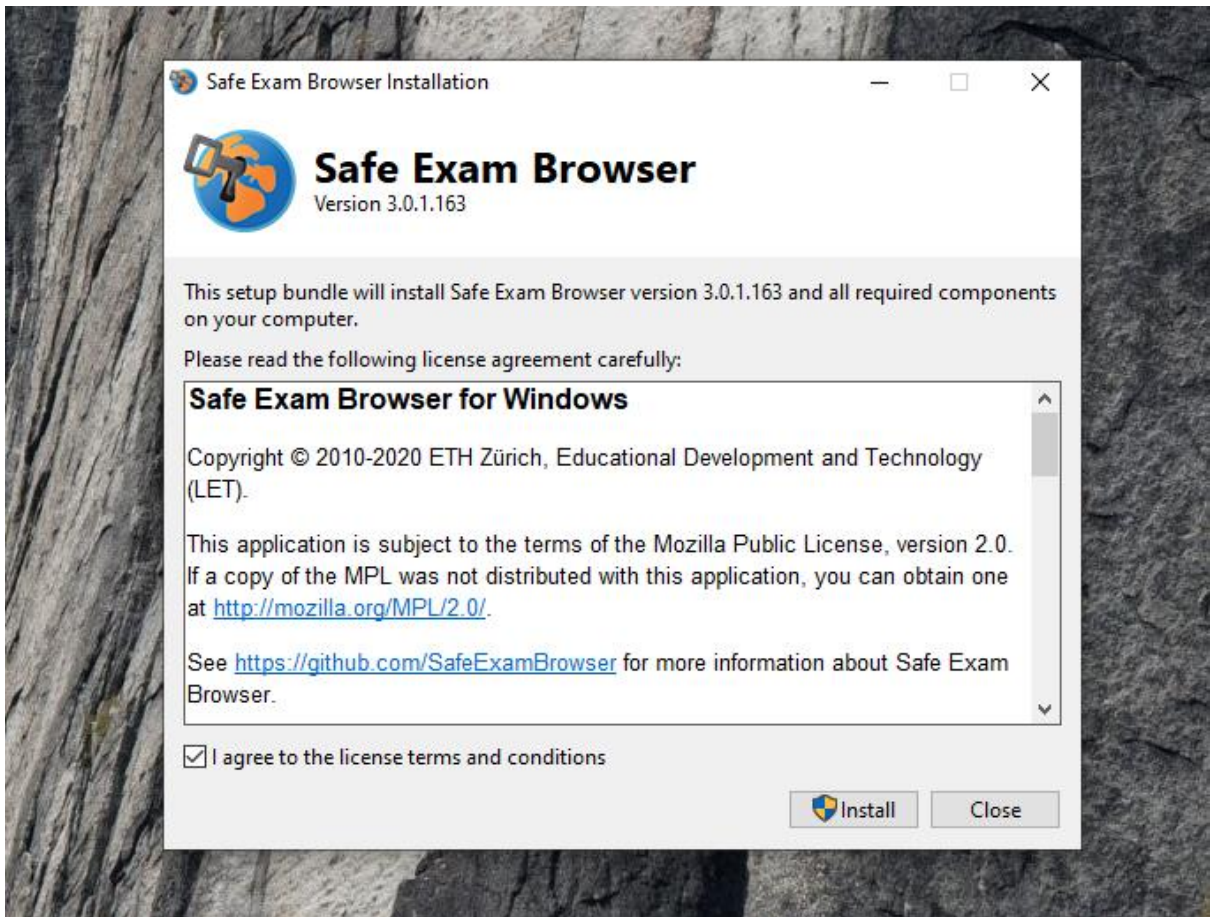 Safe Exam Browser Installation
Safe Exam Browser
Version 3.0.1.163
This setup bundle will install Safe Exam Browser version 3.0.1.163 and all required components
on your computer.
Please read the following license agreement carefully:
Safe Exam Browser for Windows
Copyright © 2010-2020 ETH Zürich, Educational Development and Technology
(LET).
This application is subject to the terms of the Mozilla Public License, version 2.0.
If a copy of the MPL was not distributed with this application, you can obtain one
at http://mozilla.org/MPL/2.0/.
See https://github.com/SafeExamBrowser for more information about Safe Exam
Browser.
I agree to the license terms and conditions
Install Close